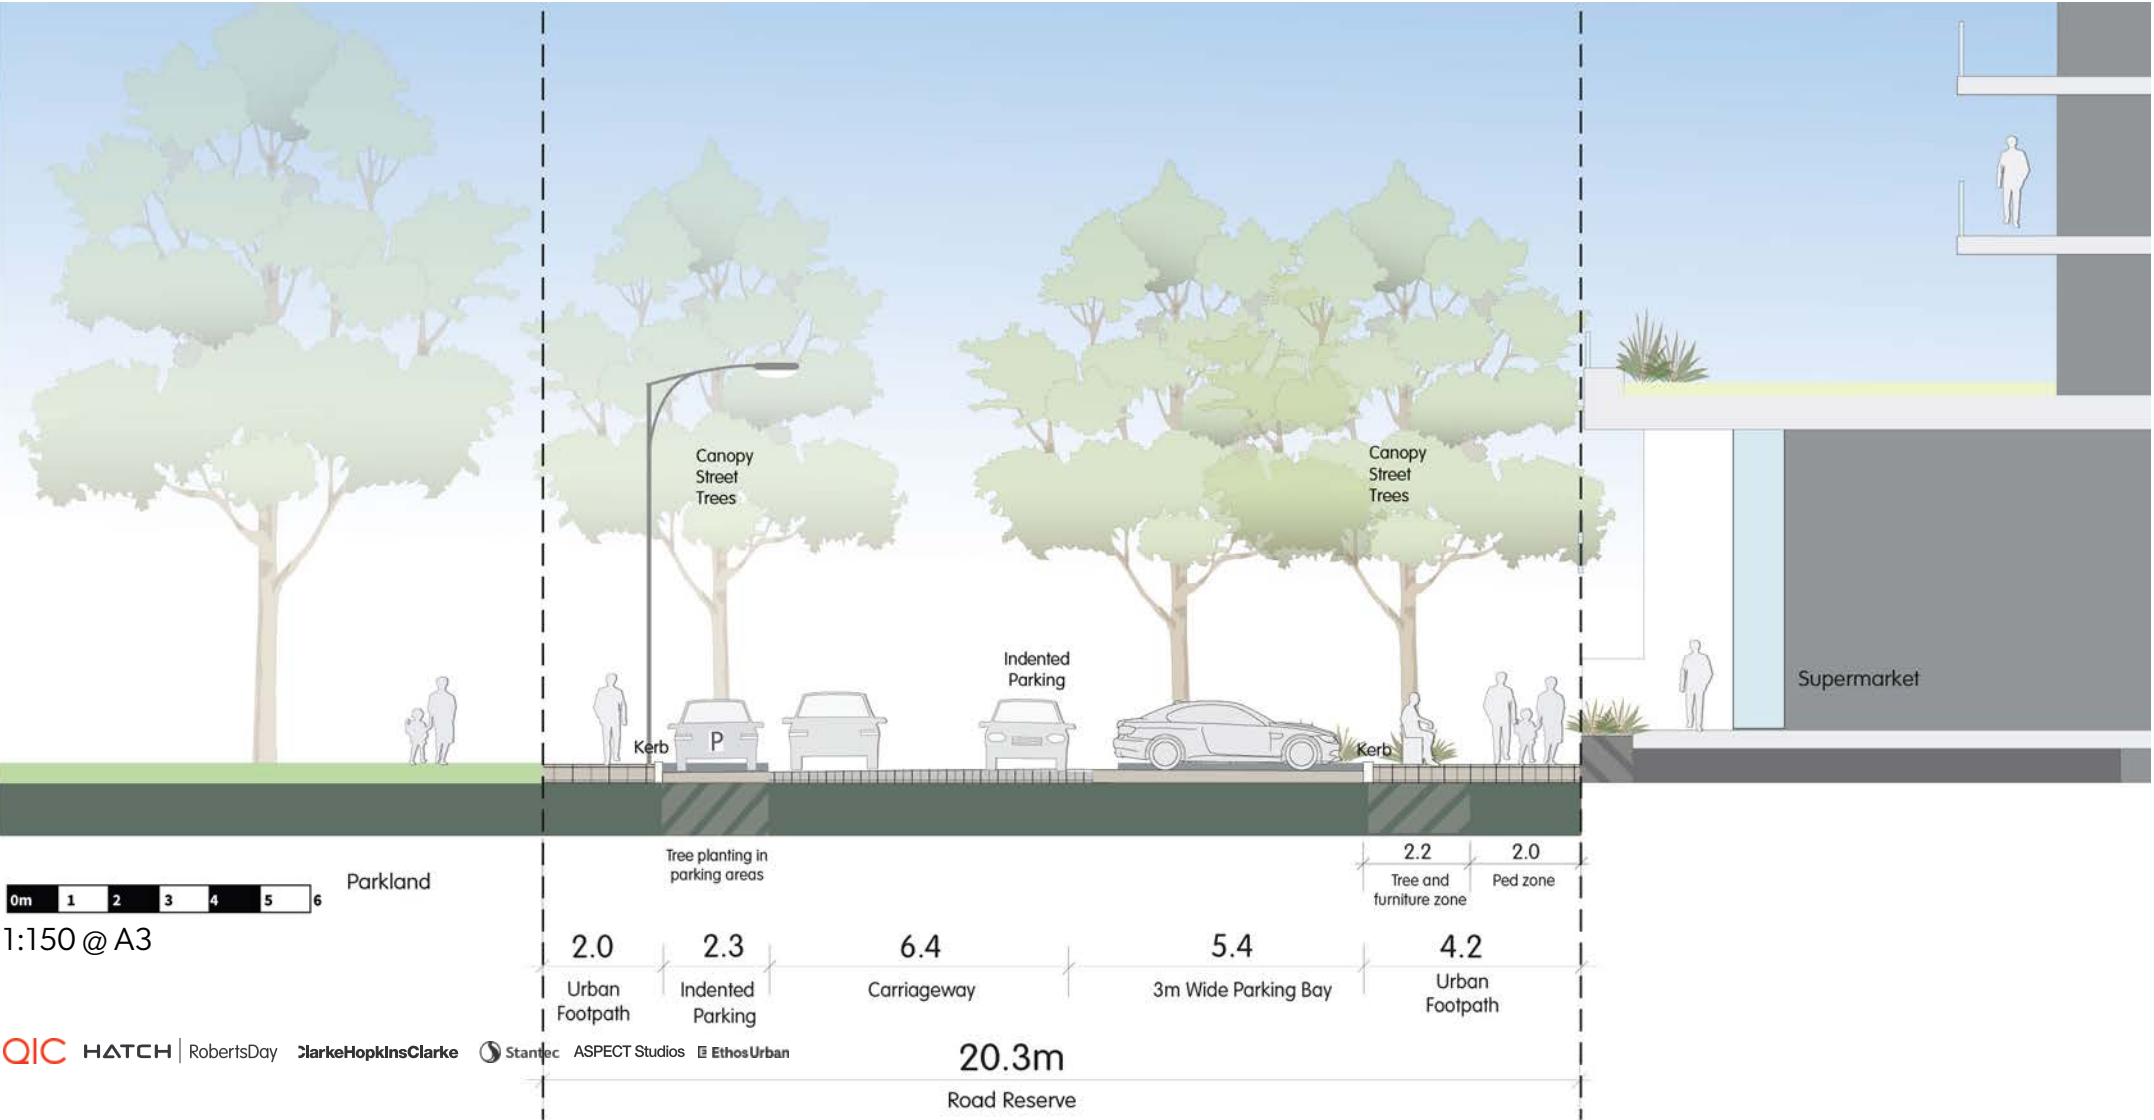 Canopy
Street
Trees
Canopy
Street
Trees
Indented
Parking
Supermarket
P
Kerb
Kerb
Tree planting in
parking areas
2.2
2.0
Tree and
furniture zone
Ped zone
Parkland
0m 1 2 3 4 5 6
1:150 @ A3
2.0
2.3
6.4
5.4
4.2
Urban
Footpath
Indented
Parking
Carriageway
3m Wide Parking Bay
Urban
Footpath
QIC HATCH RobertsDay ClarkeHopkinsClarke Stantec ASPECT Studios Ethos Urban
20.3m
Road Reserve